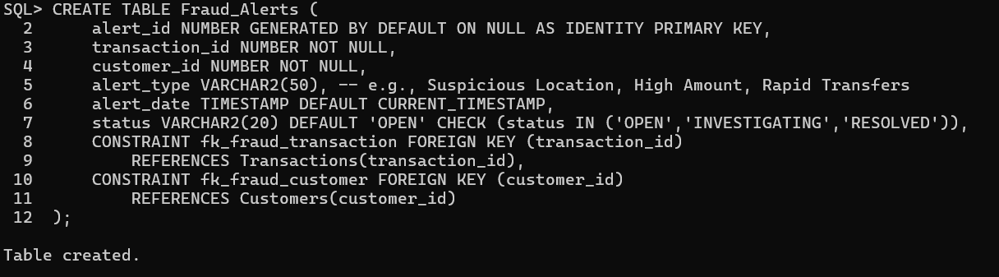 SQL> CREATE TABLE Fraud_Alerts (
  2      alert_id NUMBER GENERATED BY DEFAULT ON NULL AS IDENTITY PRIMARY KEY,
  3      transaction_id NUMBER NOT NULL,
  4      customer_id NUMBER NOT NULL,
  5      alert_type VARCHAR2(50), -- e.g., Suspicious Location, High Amount, Rapid Transfers
  6      alert_date TIMESTAMP DEFAULT CURRENT_TIMESTAMP,
  7      status VARCHAR2(20) DEFAULT 'OPEN' CHECK (status IN ('OPEN','INVESTIGATING','RESOLVED')),
  8      CONSTRAINT fk_fraud_transaction FOREIGN KEY (transaction_id)
  9          REFERENCES Transactions(transaction_id),
 10      CONSTRAINT fk_fraud_customer FOREIGN KEY (customer_id)
 11          REFERENCES Customers(customer_id)
 12  );
Table created.